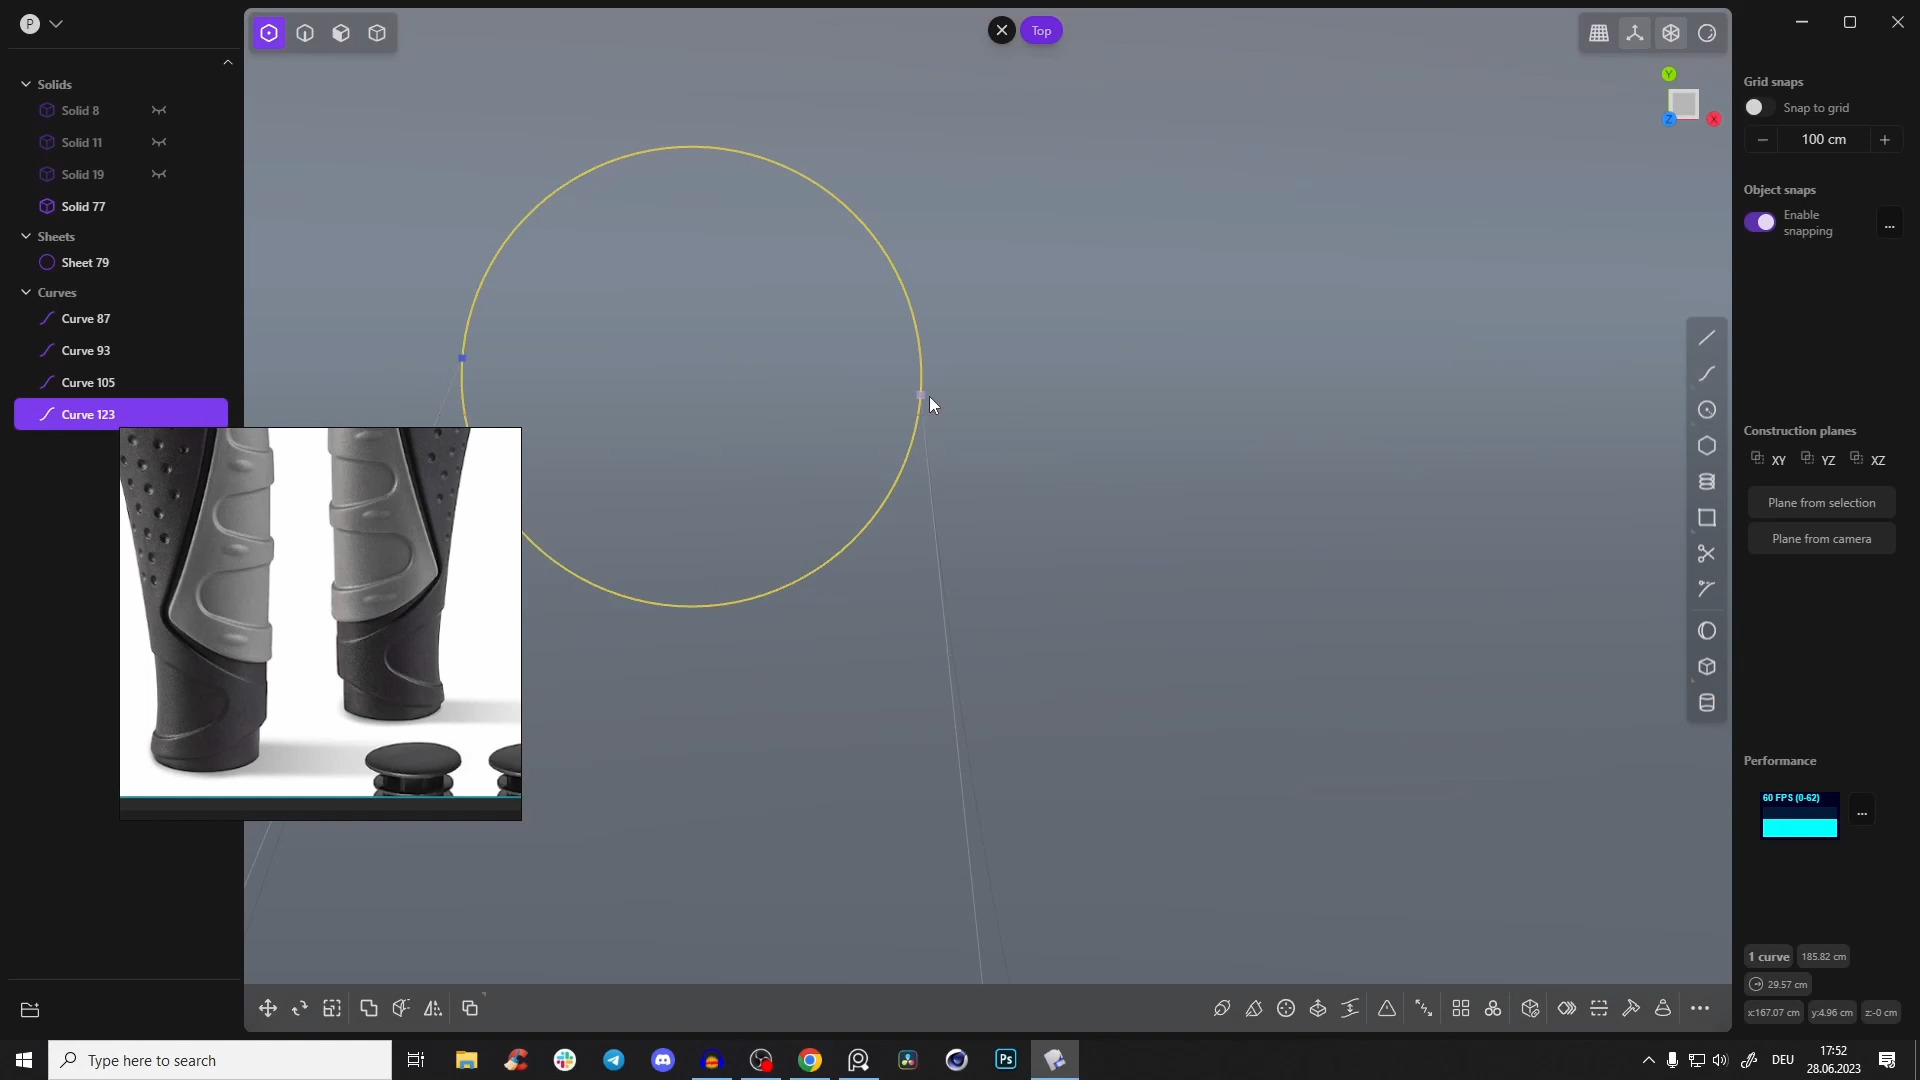 P
Solids
Solid 8
Solid 11
Solid 19
Solid 77
Sheets
Sheet 79
Curves
Curve 87
Curve 93
Curve 105
Curve 123
Top
Y
Z
X
Grid snaps
Snap to grid
100 cm
Object snaps
Enable
snapping
...
Construction planes
XY
YZ
XZ
Plane from selection
Plane from camera
Performance
60 FPS (0-62)
...
1 curve
185.82 cm
29.57 cm
x:167.07 cm
y:4.96 cm
z:-0 cm
Type here to search
Ps
DEU
17:52
28.06.2023